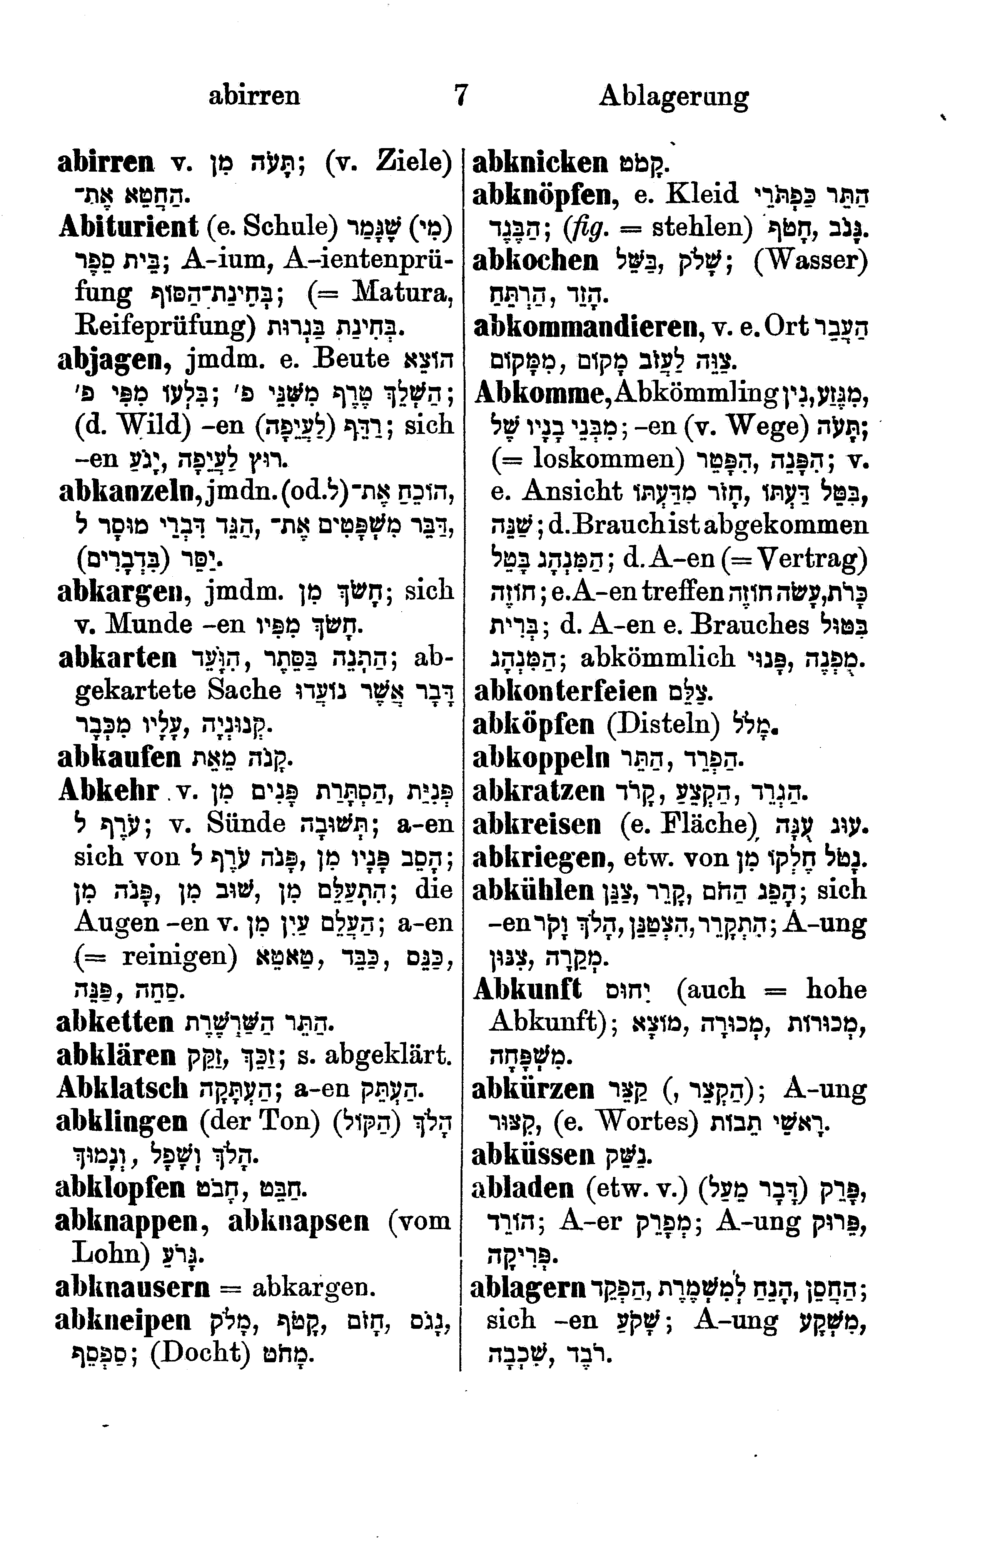 abirren 7 Ablagerung
abirren v. תָּעֹה מִן; (v. Ziele)
הַחֲטֵא אֶת־.
Abiturient (e. Schule) (מִי) שֶׁגָּמַר
בֵּית סֵפֶר; A-ium, A-ientenprü-
fung בְּחִינַת־הַסּוֹף; (= Matura,
Reifeprüfung) בְּחִינַת בַּגְרוּת.
abjagen, jmdm. e. Beute הוֹצֵא
בִּלְעוֹ מִפִּי פ'; הַשְׁלֵךְ טֶרֶף מִשִּׁנֵּי פ';
(d. Wild) -en רַדֵּף (לַעֲיֵפָה); sich
-en רוּץ לַעֲיֵפָה, יָגֹעַ.
abkanzeln, jmdn. (od. לְ)־הוֹכֵחַ אֶת,
דַּבֵּר מִשְׁפָּטִים אֶת־, הַגֵּד דִּבְרֵי מוּסָר לְ,
יַסֵּר (בִּדְבָרִים).
abkargen, jmdm. חָשֹׂךְ מִן; sich
v. Munde -en חָשֹׂךְ מִפִּיו.
abkarten הַתְנֵה בַּסֵּתֶר, הִוָּעֵד; ab-
gekartete Sache דָּבָר אֲשֶׁר נוֹעֲדוּ
עָלָיו מִכְּבָר, קְנוּנְיָה.
abkaufen קָנֹה מֵאֵת.
Abkehr v. פְּנִיַּת, הַסְתָּרַת פָּנִים מִן
עֹרֶף לְ; v. Sünde תְּשׁוּבָה; a-en
sich von הָסֵב פָּנָיו מִן, פָּנֹה עֹרֶף לְ;
פָּנֹה מִן, שׁוּב מִן, הִתְעַלֵּם מִן; die
Augen -en v. הַעֲלֵם עַיִן מִן; a-en
(= reinigen) טַאטֵא, כַּבֵּד, כַּנֵּס,
סָחֹה, פַּנֵּה.
abketten הַתֵּר הַשַּׁרְשֶׁרֶת.
abklären זַכֵּךְ, זַקֵּק; s. abgeklärt.
Abklatsch הַעְתָּקָה; a-en הַעְתֵּק.
abklingen (der Ton) הָלֹךְ (הַקּוֹל)
הָלֹךְ וְשָׁפָל, וְנָמוֹךְ.
abklopfen חַבֵּט, חָבֹט.
abknappen, abknapsen (vom
Lohn) גָּרֹעַ.
abknausern = abkargen.
abkneipen נָגֹס, חָזֹם, קָטֹף, מָלֹק,
סַפְסֵף; (Docht) מָחֹט.
abknicken קַמֵּט.
abknöpfen, e. Kleid הַתֵּר כַּפְתֹּרֵי
הַבֶּגֶד; (fig. = stehlen) גָּנֹב, חָטֹף.
abkochen בַּשֵּׁל, שָׁלֹק; (Wasser)
הַרְתֵּחַ, הָזֵד.
abkommandieren, v. e. Ort הַעֲבֵר
מִמָּקוֹם, צַוֵּה לַעֲזֹב מָקוֹם.
Abkomme, Abkömmling נִין, מִגֶּזַע,
מִבְּנֵי בָנָיו שֶׁל; -en (v. Wege) תָּעֹה;
(= loskommen) הִפָּנֵה, הִפָּטֵר; v.
e. Ansicht בַּטֵּל דַּעְתּוֹ, חָזֹר מִדַּעְתּוֹ,
שַׁנֵּה; d. Brauch ist abgekommen
הַמִּנְהָג בָּטֵל; d. A-en (= Vertrag)
חוֹזֶה; e. A-en treffen כָּרֹת, עָשֹׂה חוֹזֶה
בְּרִית; d. A-en e. Brauches בִּטּוּל
הַמִּנְהָג; abkömmlich פָּנוּי, מֻפְנֶה.
abkonterfeien צַלֵּם.
abköpfen (Disteln) מָלֹל.
abkoppeln הַפְרֵד, הַתֵּר.
abkratzen הַגְרֵד, הַקְצַע, קָרֹד.
abkreisen (e. Fläche) עוּג עֻגָּה.
abkriegen, etw. von נָטֹל חֶלְקוֹ מִן.
abkühlen הָפֵג הַחֹם, קָרֵר, צַנֵּן; sich
-en הִתְקָרֵר, הִצְטַנֵּן, הָלֹךְ וָקֹר; A-ung
מִקְרָה, צִנּוּן.
Abkunft יִחוּס (auch = hohe
Abkunft); מוֹצָא, מְכוּרָה, מְכוּרוֹת,
מִשְׁפָּחָה.
abkürzen קַצֵּר (, הַקְצֵר); A-ung
קִצּוּר, (e. Wortes) רָאשֵׁי תֵבוֹת.
abküssen נַשֵּׁק.
abladen (etw. v.) פָּרֵק (דָּבָר מֵעַל),
הוֹרֵד; A-er מְפָרֵק; A-ung פֵּרוּק,
פְּרִיקָה.
ablagern הַחְסֵן, הַנַּח לְמִשְׁמֶרֶת, הַפְקֵד;
sich -en שָׁקֹעַ; A-ung מִשְׁקָע,
רֹבֶד, שִׁכְבָה.